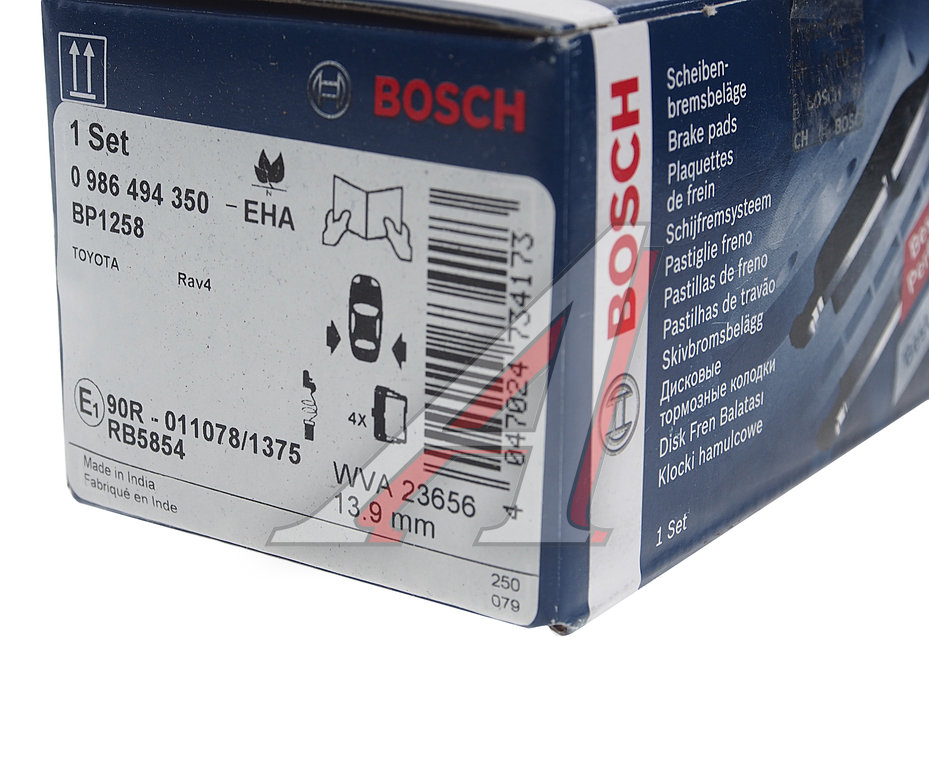 BOSCH
1 Set
0 986 494 350 - EHA
N
BP1258
TOYOTA
Rav4
4x
E1 90R - 011078/1375
RB5854
Made in India
Fabriqué en Inde
WVA 23656
13.9 mm
250
079
4 047024 734173
BOSCH
Scheiben-
bremsbeläge
Brake pads
Plaquettes
de frein
Schijfremsysteem
Pastiglie freno
Pastillas de freno
Pastilhas de travão
Skivbromsbelägg
Дисковые
тормозные колодки
Disk Fren Balatası
Klocki hamulcowe
1 Set
BOSCH
CH BOSC